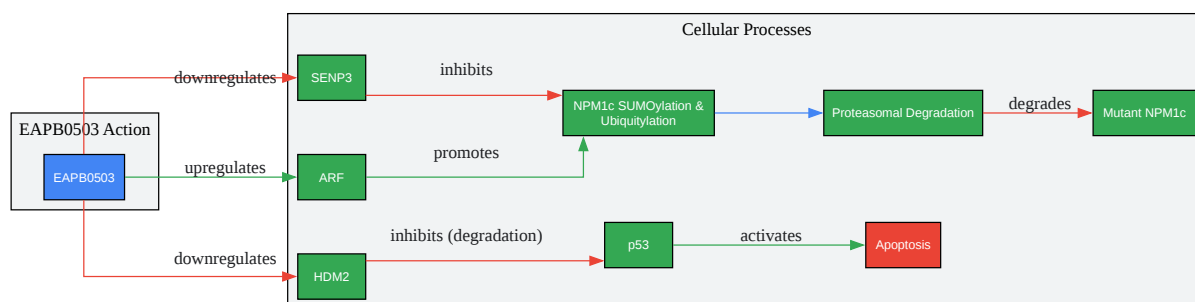 Cellular Processes
downregulates
SENP3
inhibits
NPM1c SUMOylation &
Ubiquitylation
Proteasomal Degradation
degrades
Mutant NPM1c
EAPB0503 Action
EAPB0503
upregulates
ARF
promotes
downregulates
HDM2
inhibits (degradation)
p53
activates
Apoptosis